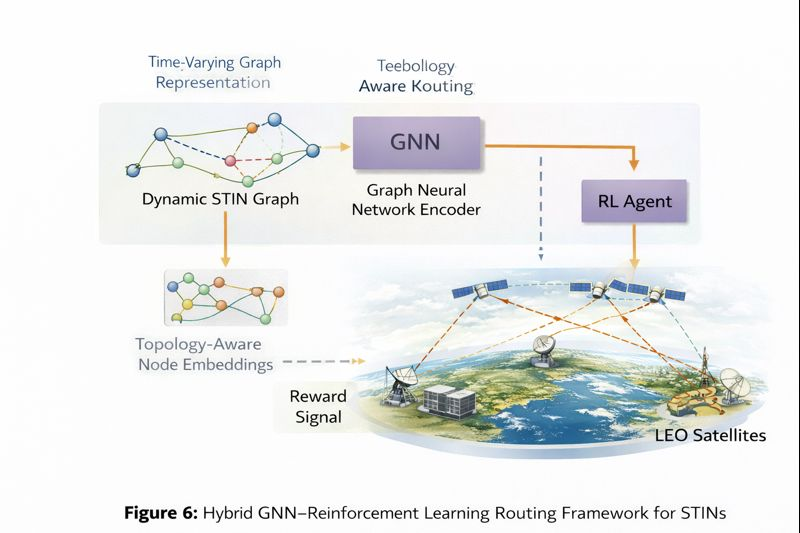 Time-Varying Graph
Representation
Teebollogy
Aware Kouting
GNN
Dynamic STIN Graph
Graph Neural
Network Encoder
RL Agent
Topology-Aware
Node Embeddings
Reward
Signal
LEO Satellites
Figure 6: Hybrid GNN–Reinforcement Learning Routing Framework for STINs